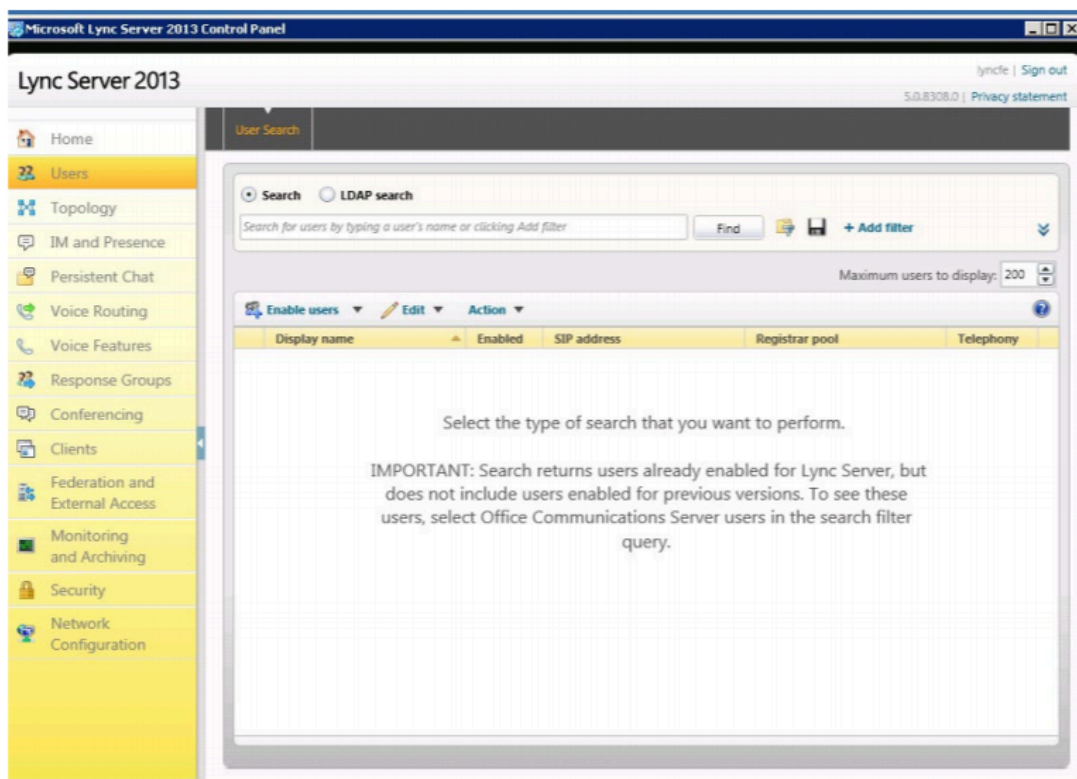 Microsoft Lync Server 2013 Control Panel
Lync Server 2013
lyncfe | Sign out
5.0.8308.0 | Privacy statement
Home
Users
Topology
IM and Presence
Persistent Chat
Voice Routing
Voice Features
Response Groups
Conferencing
Clients
Federation and
External Access
Monitoring
and Archiving
Security
Network
Configuration
User Search
Search LDAP search
Search for users by typing a user's name or clicking Add filter Find + Add filter
Maximum users to display: 200
Enable users Edit Action
Display name Enabled SIP address Registrar pool Telephony
Select the type of search that you want to perform.
IMPORTANT: Search returns users already enabled for Lync Server, but
does not include users enabled for previous versions. To see these
users, select Office Communications Server users in the search filter
query.